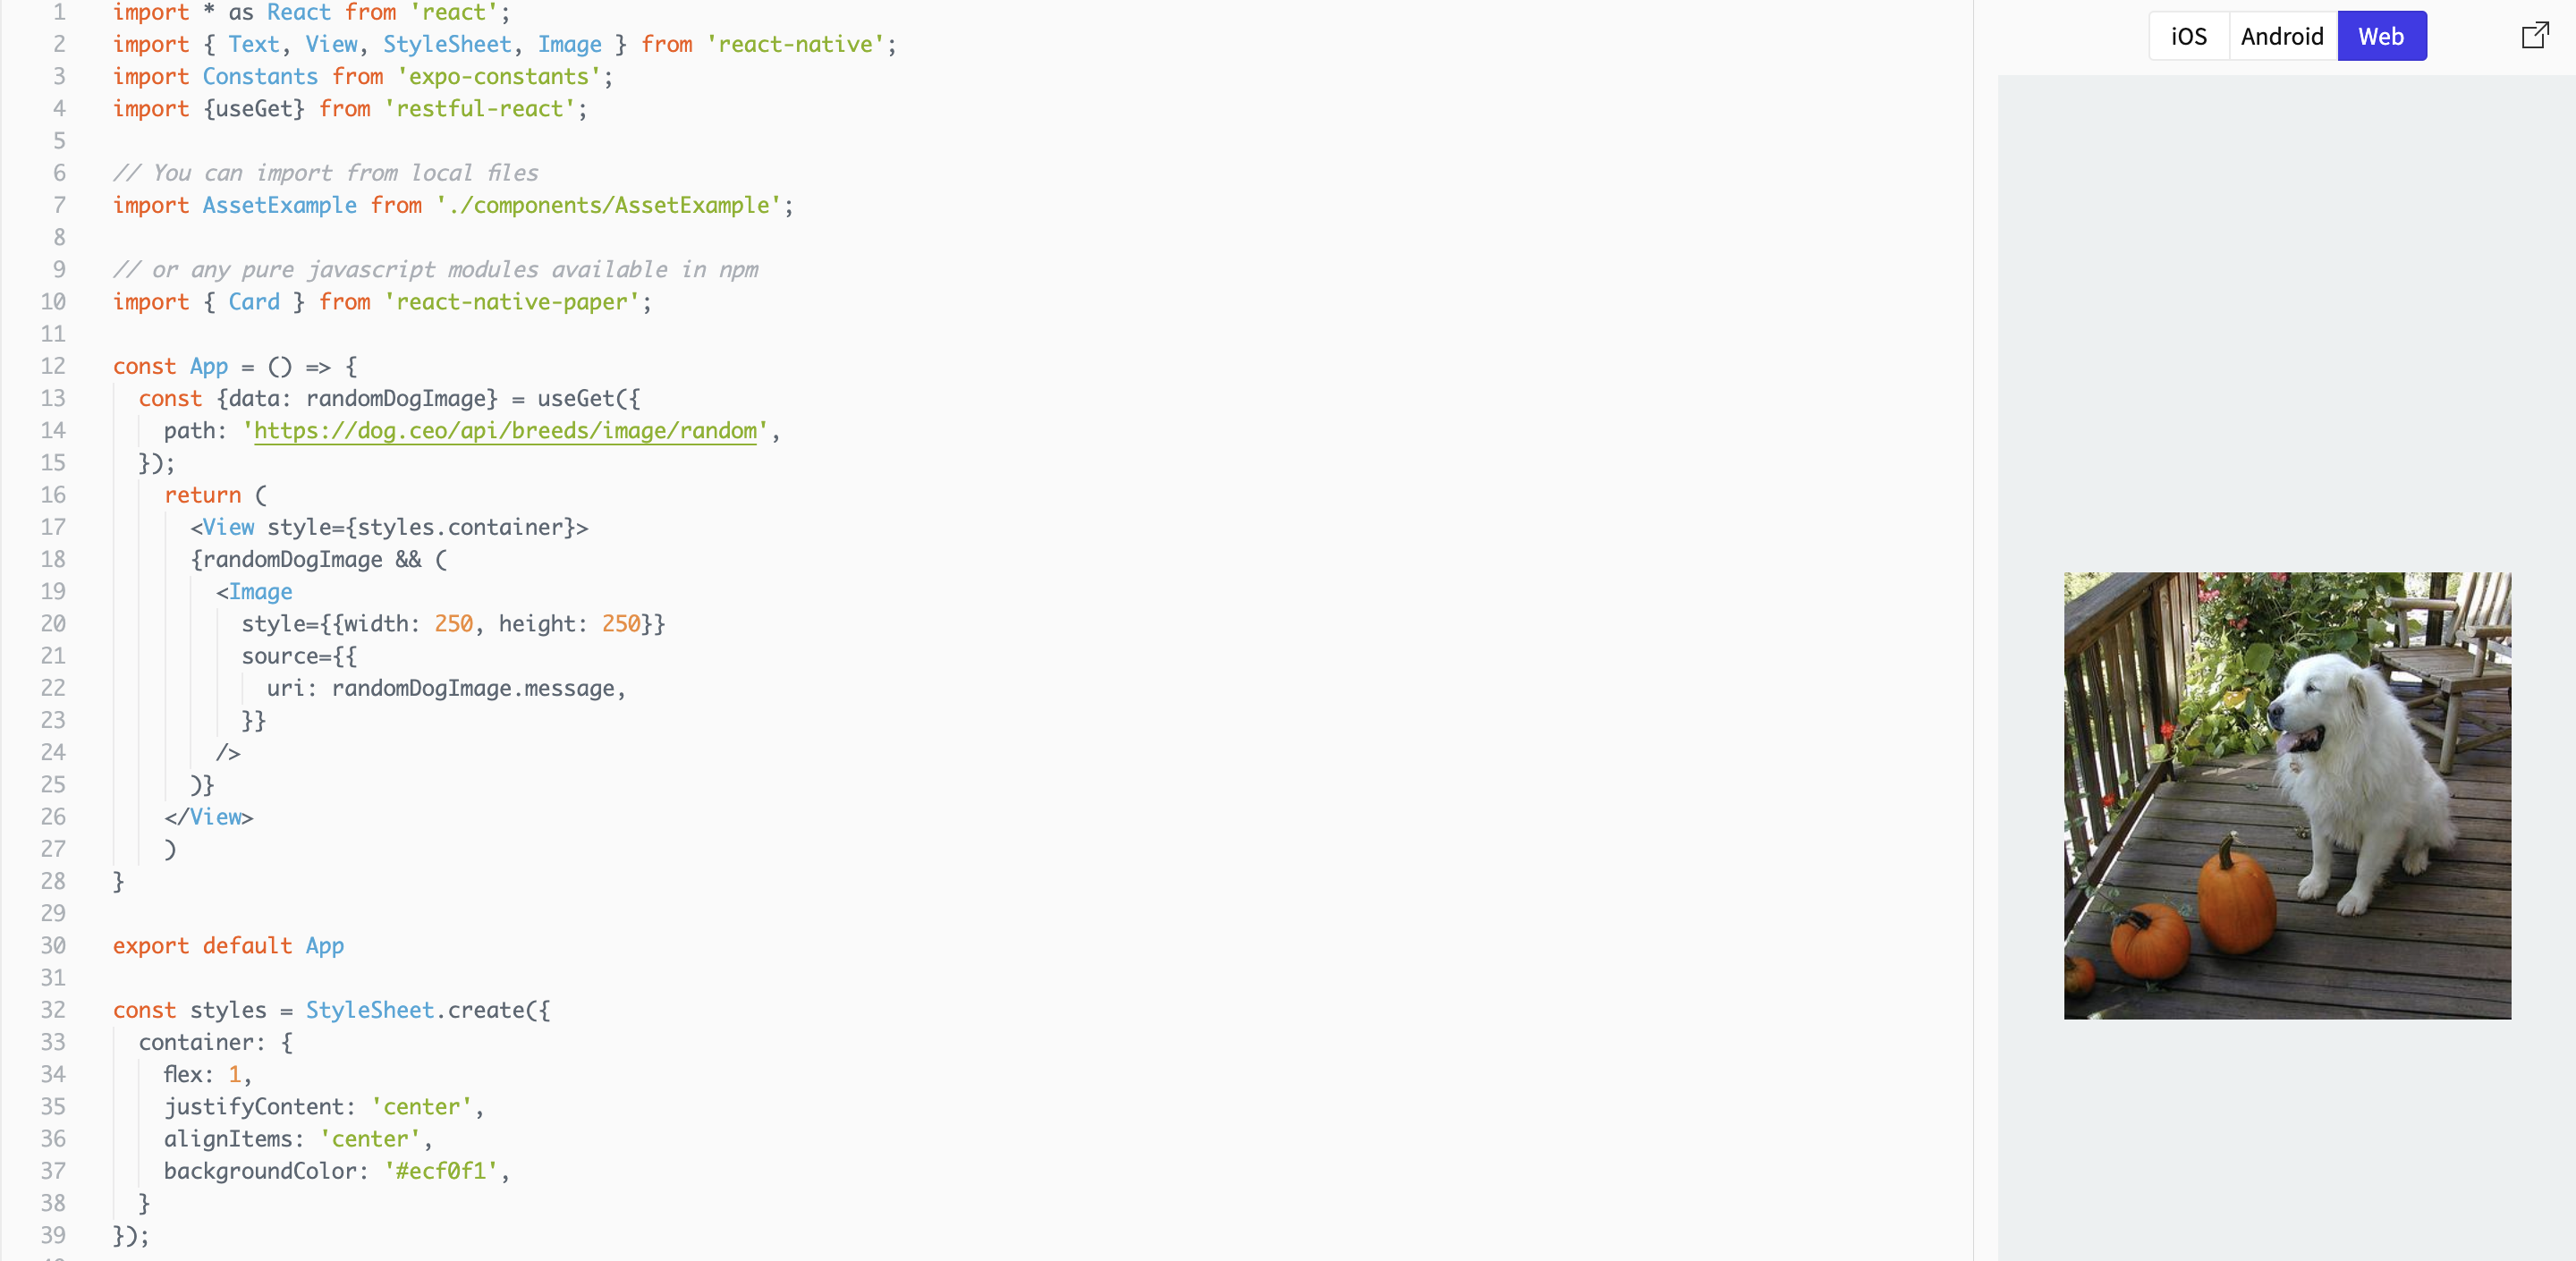 1 import * as React from 'react';
2 import { Text, View, StyleSheet, Image } from 'react-native';
3 import Constants from 'expo-constants';
4 import {useGet} from 'restful-react';
5
6 // You can import from local files
7 import AssetExample from './components/AssetExample';
8
9 // or any pure javascript modules available in npm
10 import { Card } from 'react-native-paper';
11
12 const App = () => {
13   const {data: randomDogImage} = useGet({
14     path: 'https://dog.ceo/api/breeds/image/random',
15   });
16     return (
17       <View style={styles.container}>
18       {randomDogImage && (
19         <Image
20           style={{width: 250, height: 250}}
21           source={{
22             uri: randomDogImage.message,
23           }}
24         />
25       )}
26     </View>
27     )
28 }
29
30 export default App
31
32 const styles = StyleSheet.create({
33   container: {
34     flex: 1,
35     justifyContent: 'center',
36     alignItems: 'center',
37     backgroundColor: '#ecf0f1',
38   }
39 });
iOS Android Web